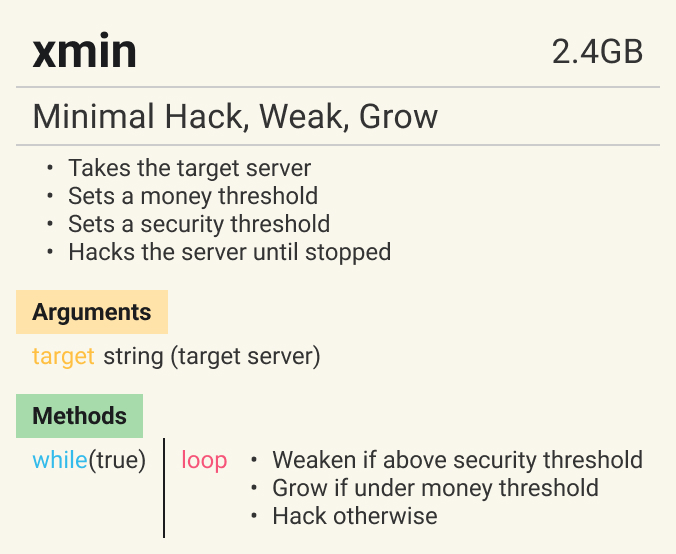 xmin 2.4GB
Minimal Hack, Weak, Grow
• Takes the target server
• Sets a money threshold
• Sets a security threshold
• Hacks the server until stopped
Arguments
target string (target server)
Methods
while(true) loop • Weaken if above security threshold
• Grow if under money threshold
• Hack otherwise